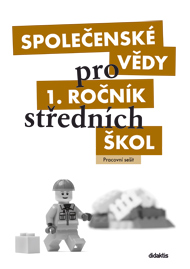 SPOLEČENSKÉ
pro VĚDY
1. ROČNÍK
středních
ŠKOL
Pracovní sešit
didaktis